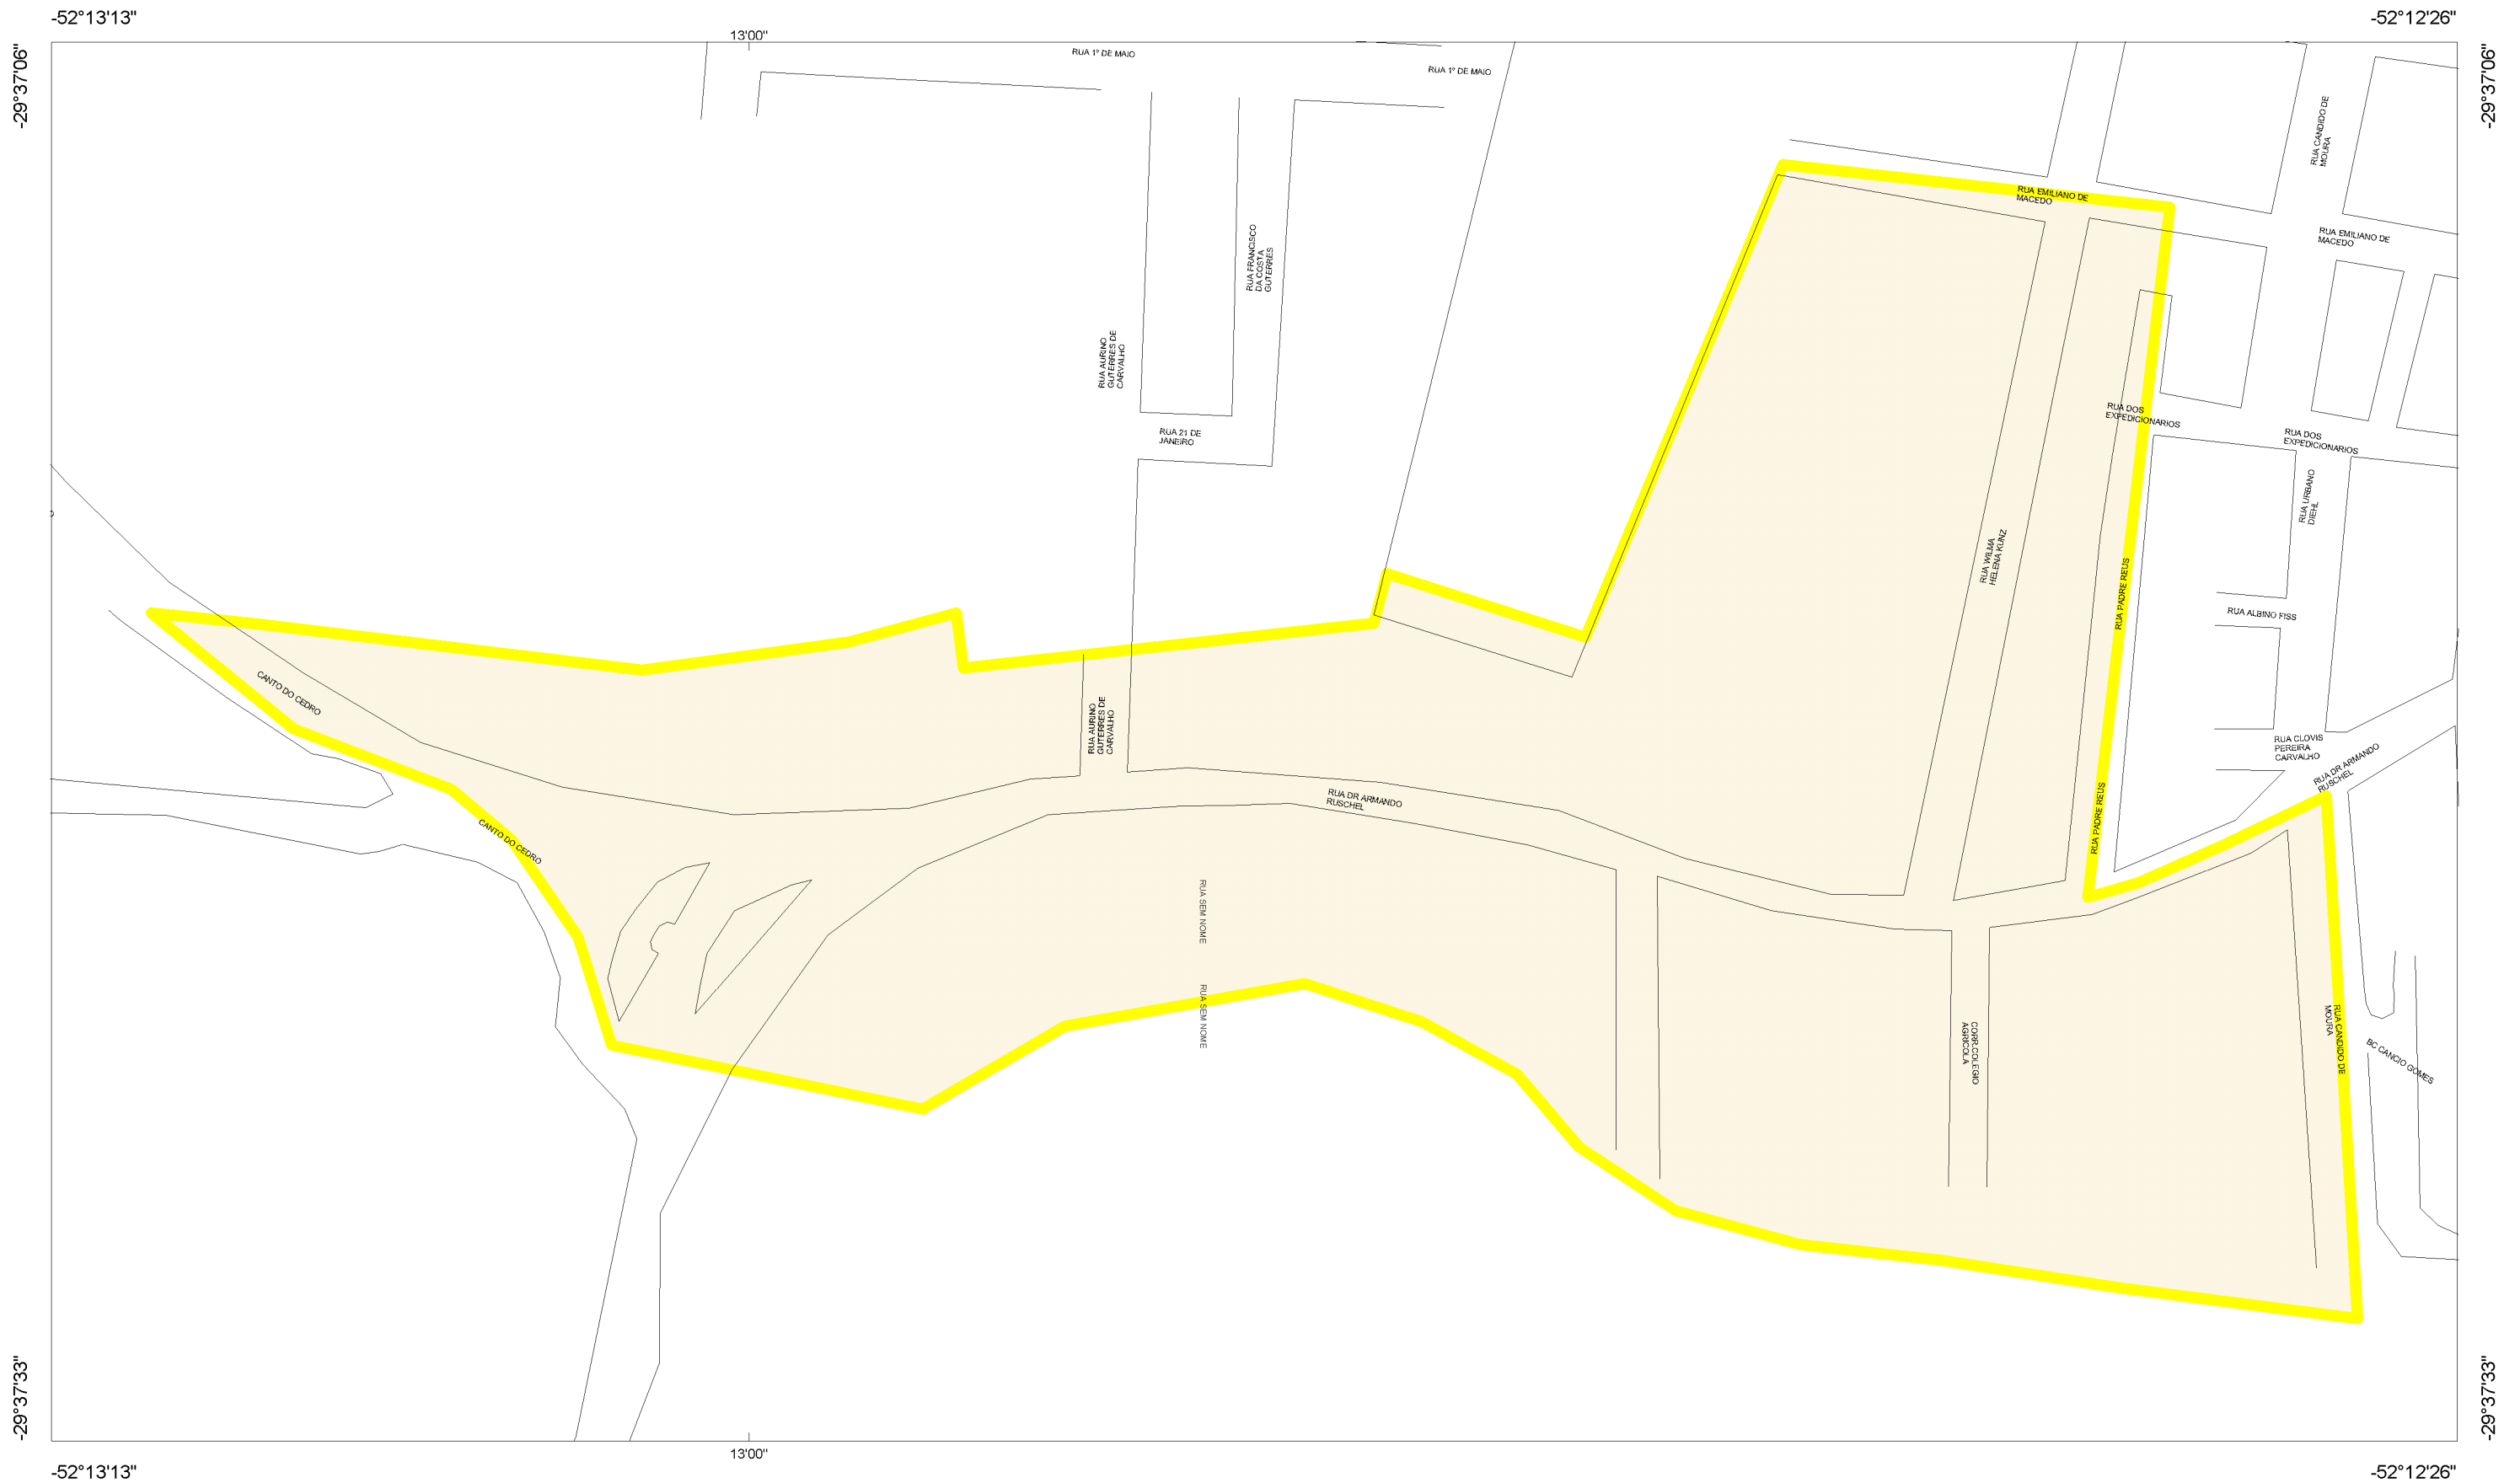 -52°13'13"
-52°12'26"
-29°37'06"
-29°37'06"
13'00"
RUA 1º DE MAIO
RUA 1º DE MAIO
RUA CANDIDO DE
MOURA
RUA EMILIANO DE
MACEDO
RUA EMILIANO DE
MACEDO
RUA FRANCISCO
DA COSTA
GUTERRES
RUA AURINO
GUTERRES DE
CARVALHO
RUA 21 DE
JANEIRO
RUA DOS
EXPEDICIONARIOS
RUA DOS
EXPEDICIONARIOS
RUA URBANO
DIEHL
RUA WILMA
HELENA KUNZ
RUA PADRE REUS
RUA ALBINO FISS
CANTO DO CEDRO
RUA AURINO
GUTERRES DE
CARVALHO
RUA CLOVIS
PEREIRA
CARVALHO
RUA DR ARMANDO
RUSCHEL
RUA DR ARMANDO
RUSCHEL
RUA PADRE REUS
CANTO DO CEDRO
RUA SEM NOME
RUA SEM NOME
CORR COLEGIO
AGRICOLA
RUA CANDIDO DE
MOURA
BC CANCIO GOMES
-29°37'33"
-29°37'33"
13'00"
-52°13'13"
-52°12'26"